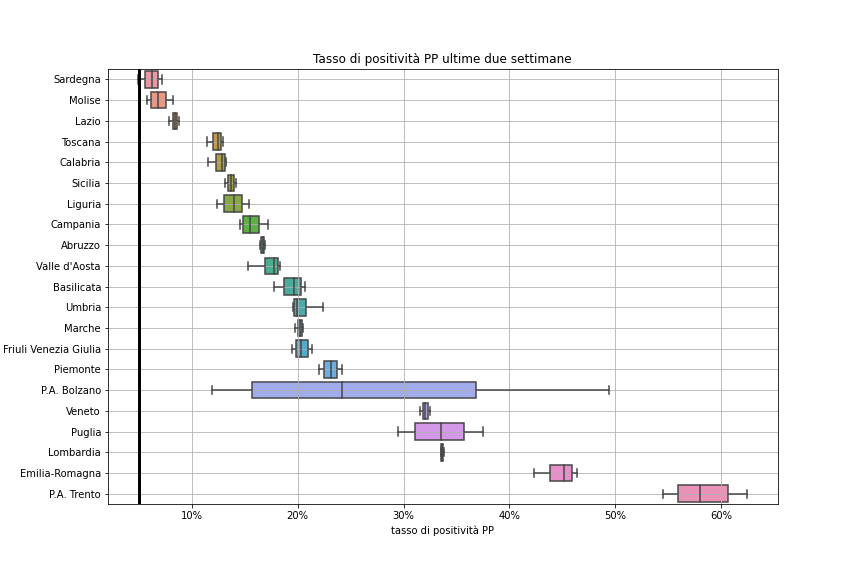 Tasso di positività PP ultime due settimane
Sardegna
Molise
Lazio
Toscana
Calabria
Sicilia
Liguria
Campania
Abruzzo
Valle d'Aosta
Basilicata
Umbria
Marche
Friuli Venezia Giulia
Piemonte
P.A. Bolzano
Veneto
Puglia
Lombardia
Emilia-Romagna
P.A. Trento
10% 20% 30% 40% 50% 60%
tasso di positività PP